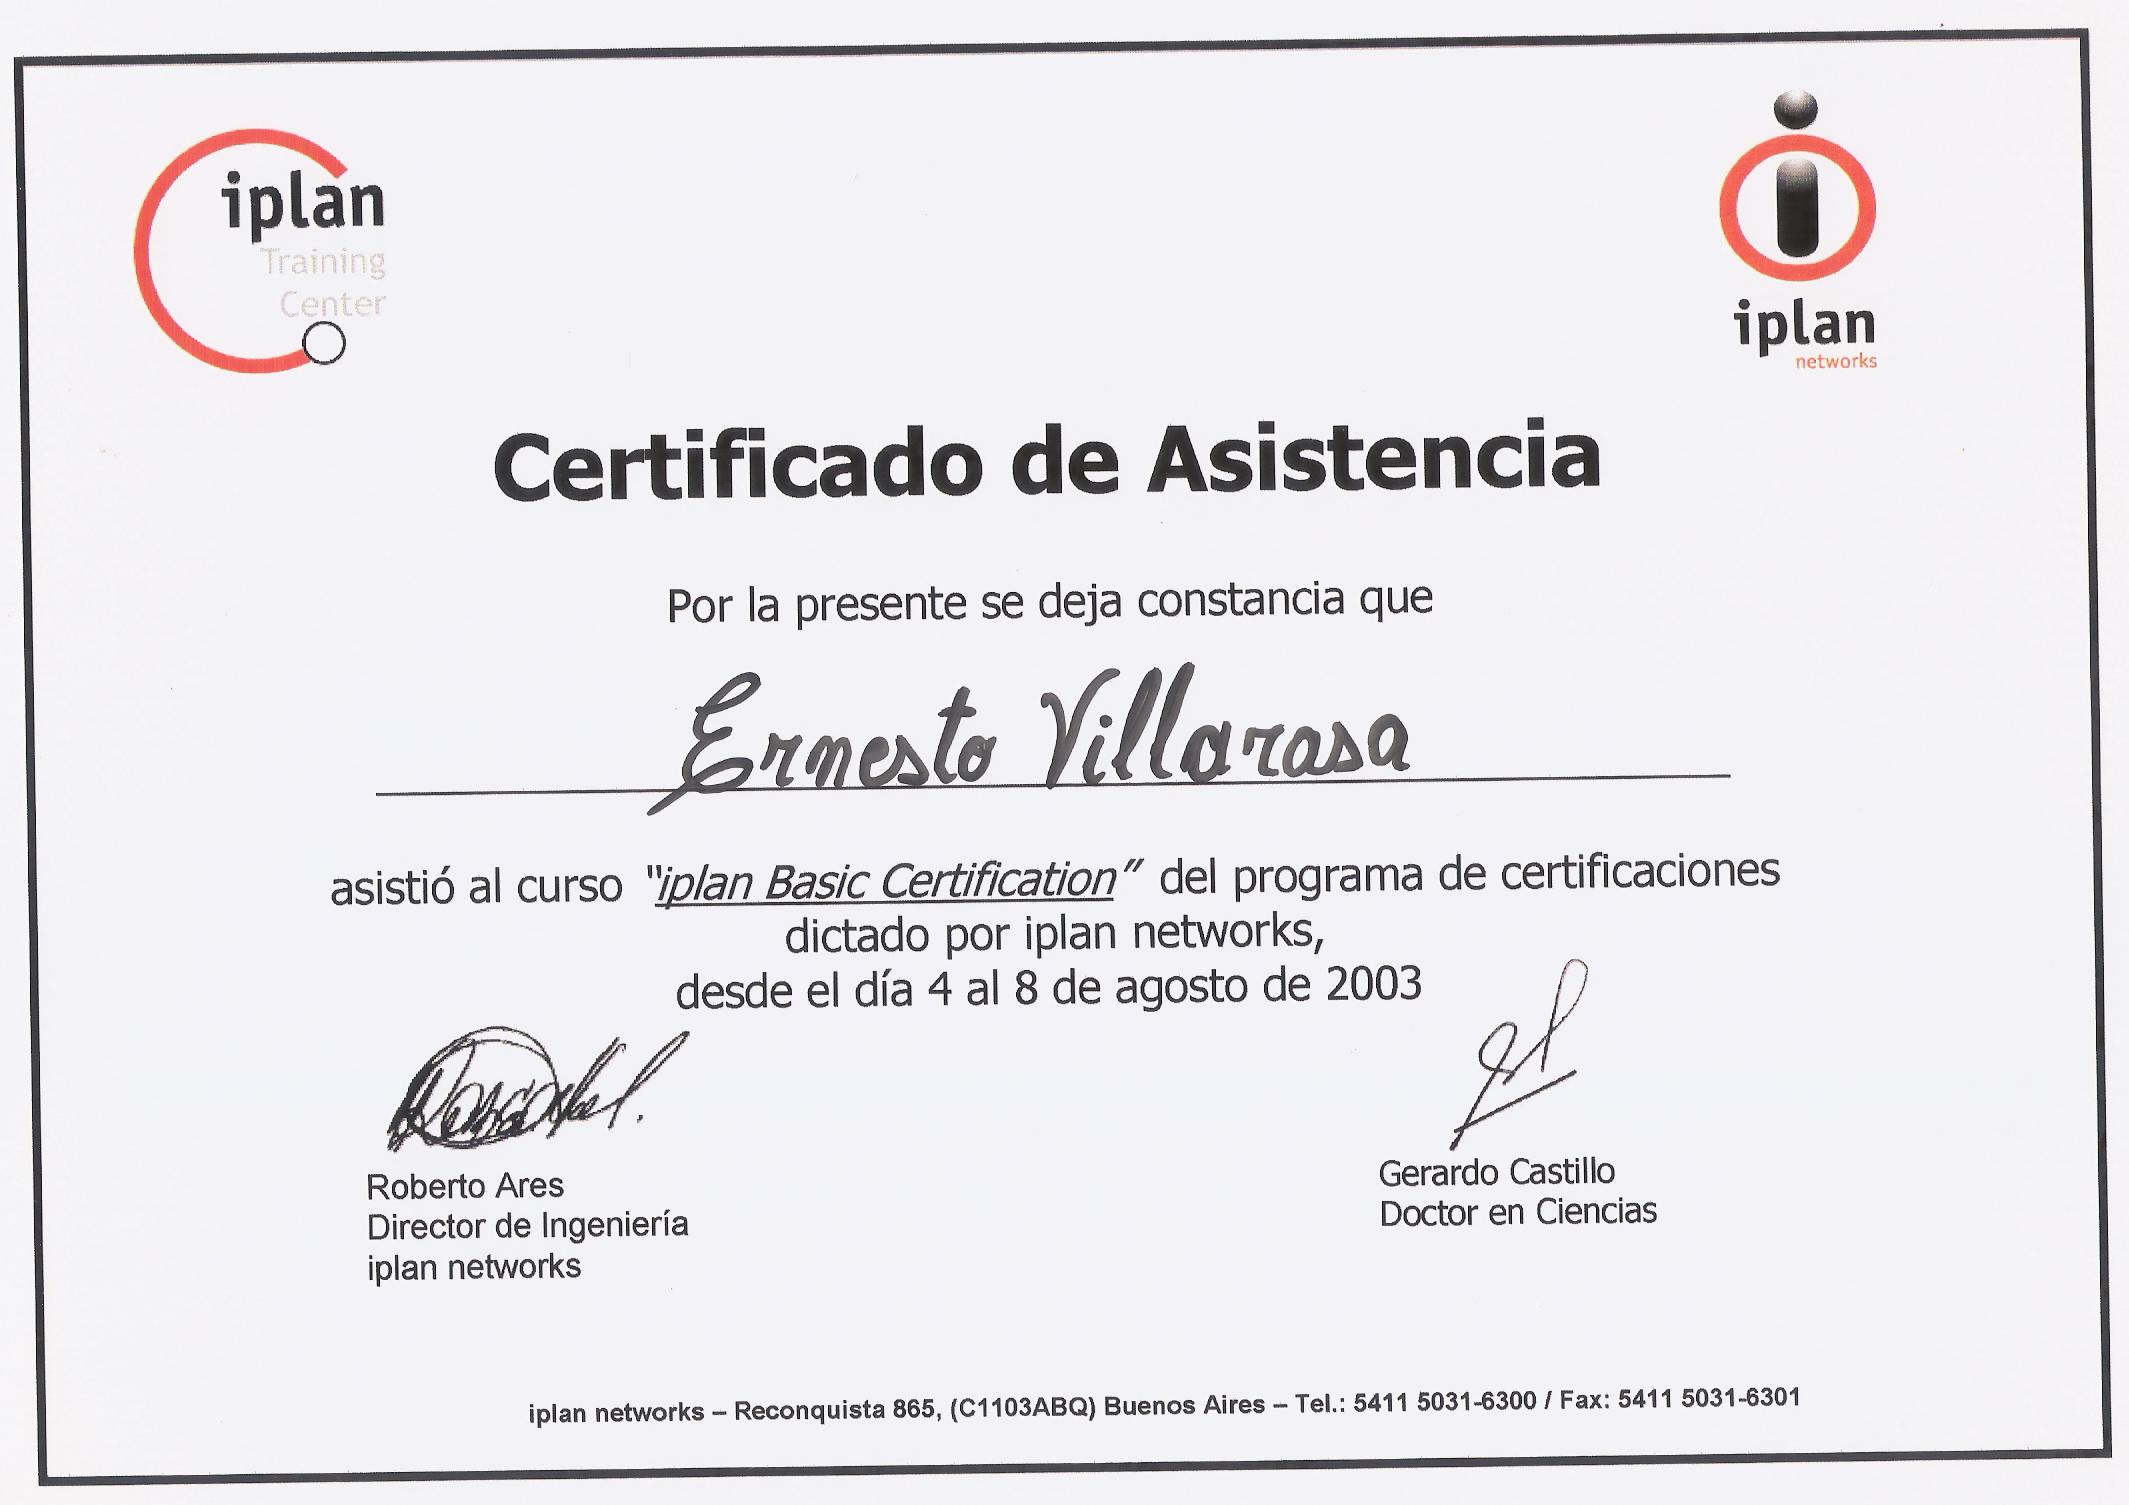 iplan
Training
Center
iplan
networks
Certificado de Asistencia
Por la presente se deja constancia que
Ernesto Villarasa
asistió al curso "iplan Basic Certification" del programa de certificaciones
dictado por iplan networks,
desde el día 4 al 8 de agosto de 2003
Roberto Ares
Director de Ingeniería
iplan networks
Gerardo Castillo
Doctor en Ciencias
iplan networks – Reconquista 865, (C1103ABQ) Buenos Aires – Tel.: 5411 5031-6300 / Fax: 5411 5031-6301